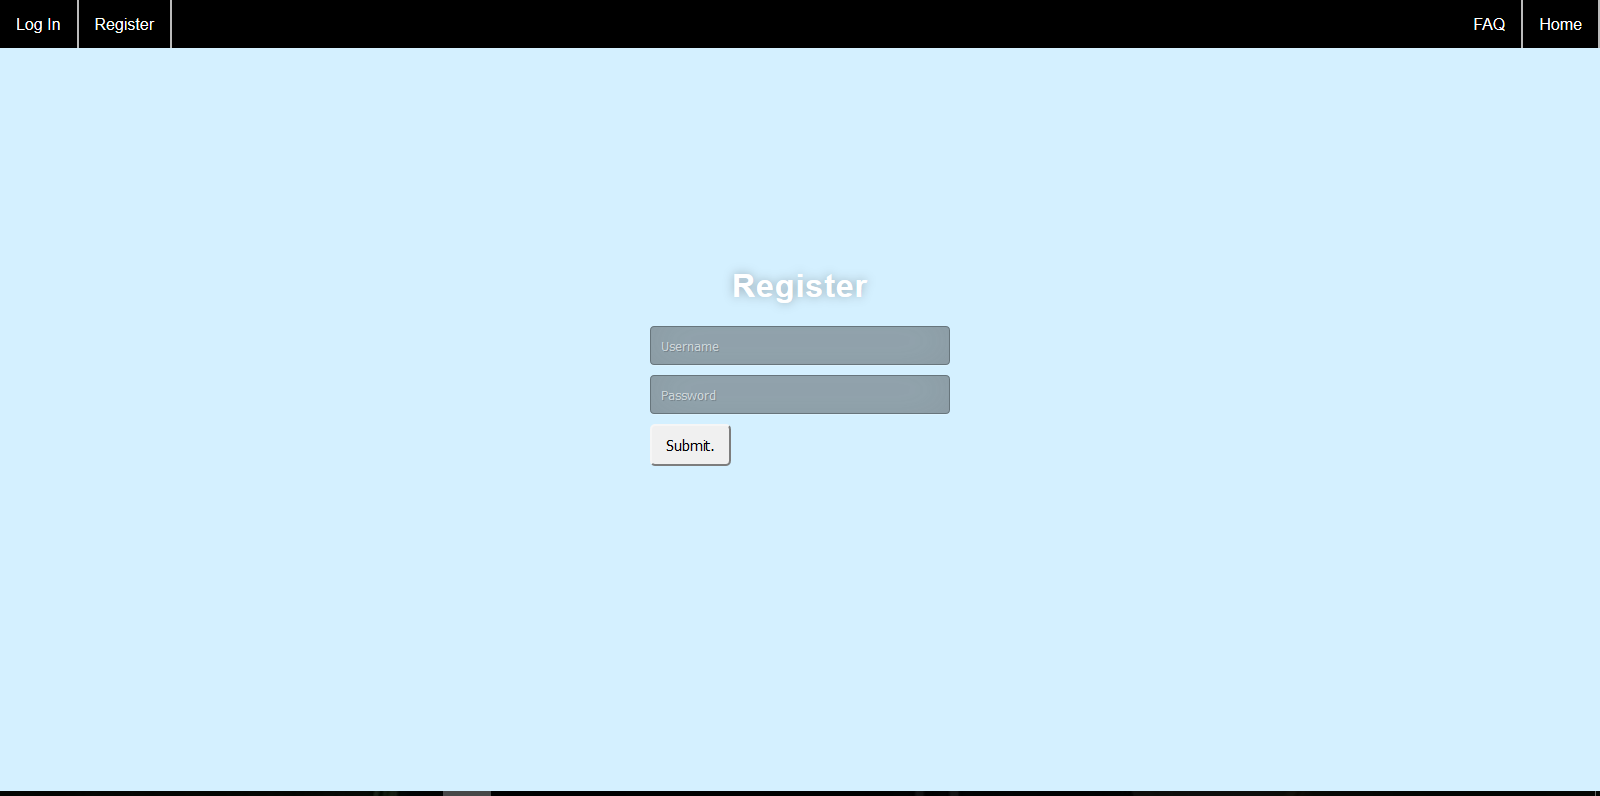 Log In Register FAQ Home
Register
Username
Password
Submit.